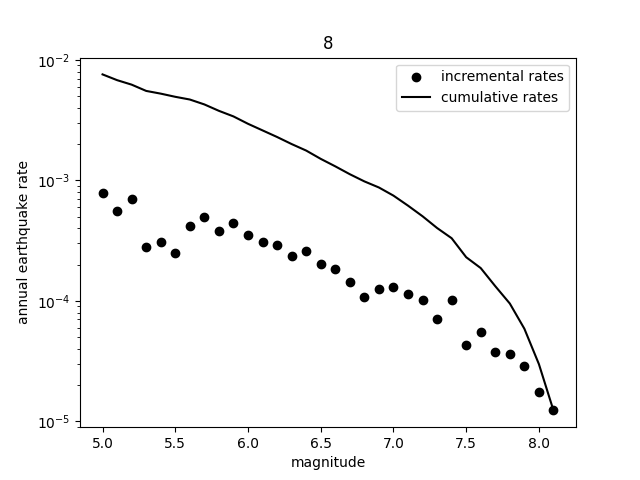 8
incremental rates
cumulative rates
annual earthquake rate
10⁻²
10⁻³
10⁻⁴
10⁻⁵
5.0 5.5 6.0 6.5 7.0 7.5 8.0
magnitude